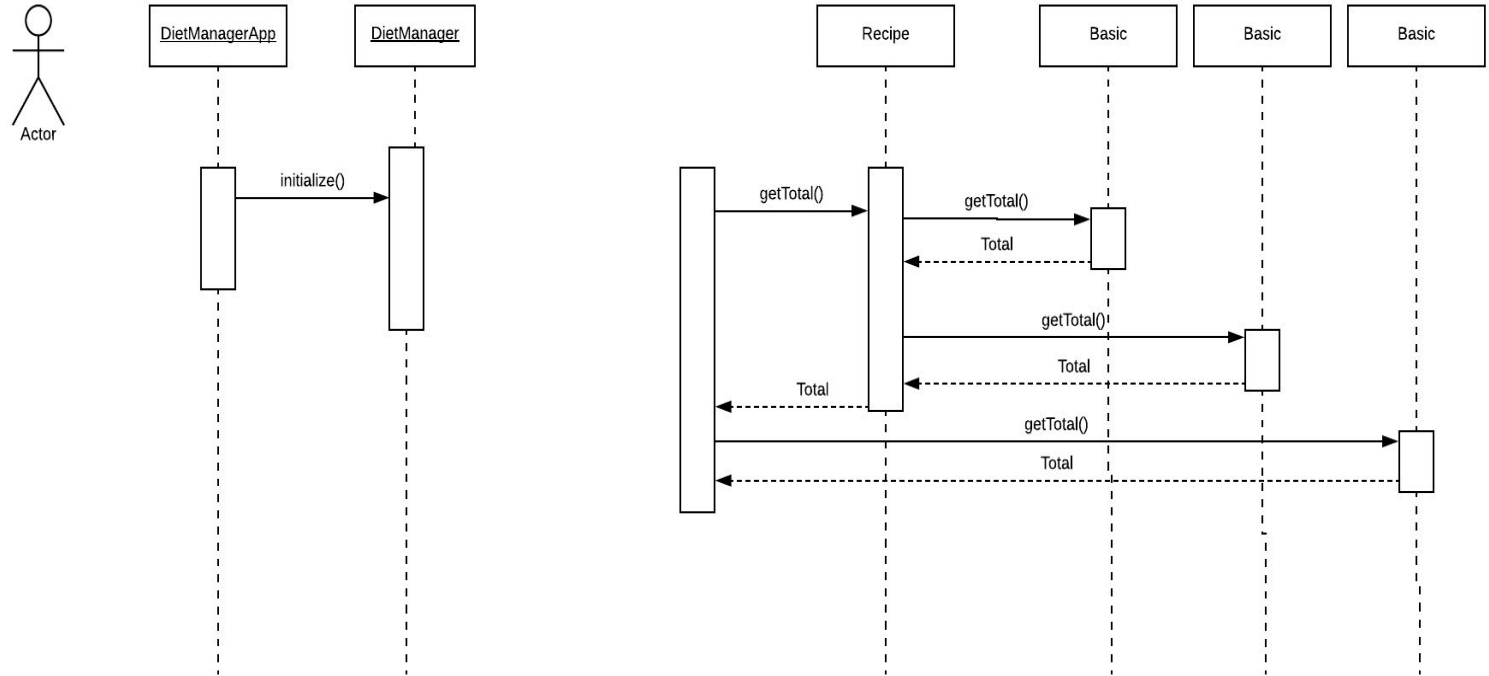 DietManagerApp
DietManager
Recipe
Basic
Basic
Basic
Actor
initialize()
getTotal()
getTotal()
Total
getTotal()
Total
Total
getTotal()
Total